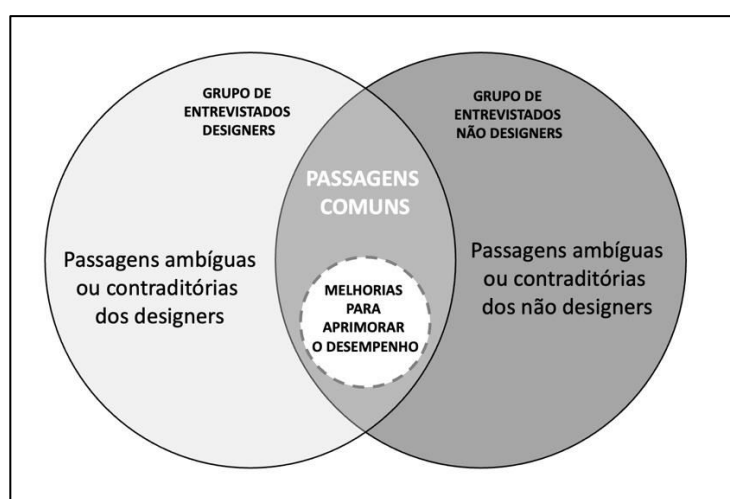 GRUPO DE
ENTREVISTADOS
DESIGNERS
GRUPO DE
ENTREVISTADOS
NÃO DESIGNERS
PASSAGENS
COMUNS
Passagens ambíguas
ou contraditórias
dos designers
Passagens ambíguas
ou contraditórias
dos não designers
MELHORIAS
PARA
APRIMORAR
O DESEMPENHO